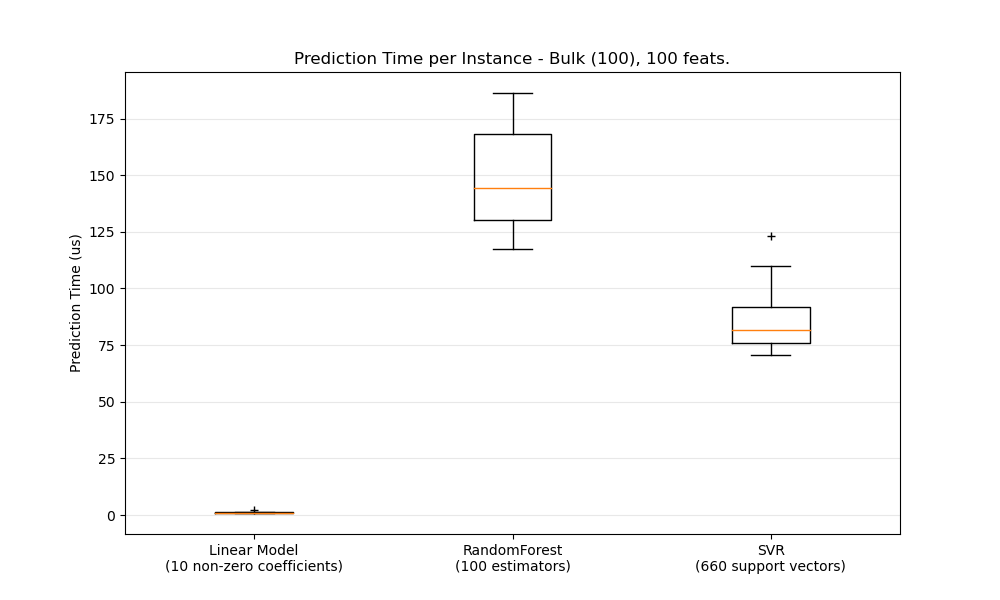 Prediction Time per Instance - Bulk (100), 100 feats.
Prediction Time (us)
175
150
125
100
75
50
25
0
Linear Model
(10 non-zero coefficients)
RandomForest
(100 estimators)
SVR
(660 support vectors)